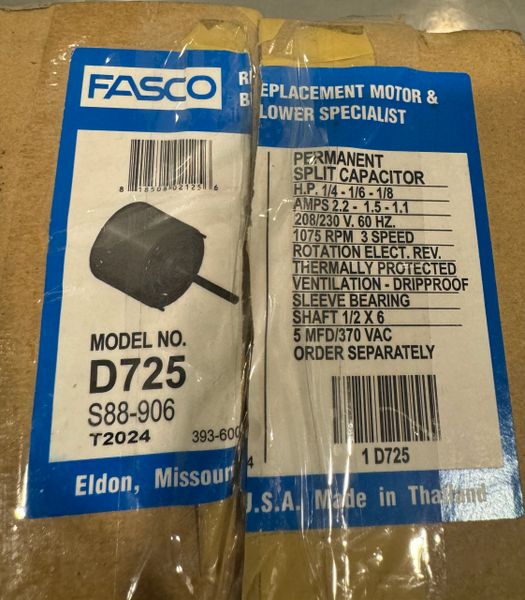 FASCO
REPLACEMENT MOTOR &
BLOWER SPECIALIST
8 18508 02125 6
PERMANENT
SPLIT CAPACITOR
H.P. 1/4 - 1/6 - 1/8
AMPS 2.2 - 1.5 - 1.1
208/230 V. 60 HZ.
1075 RPM 3 SPEED
ROTATION ELECT. REV.
THERMALLY PROTECTED
VENTILATION - DRIPPROOF
SLEEVE BEARING
SHAFT 1/2 X 6
5 MFD/370 VAC
ORDER SEPARATELY
MODEL NO.
D725
S88-906
T2024 393-600
1 D725
Eldon, Missouri U.S.A. Made in Thailand